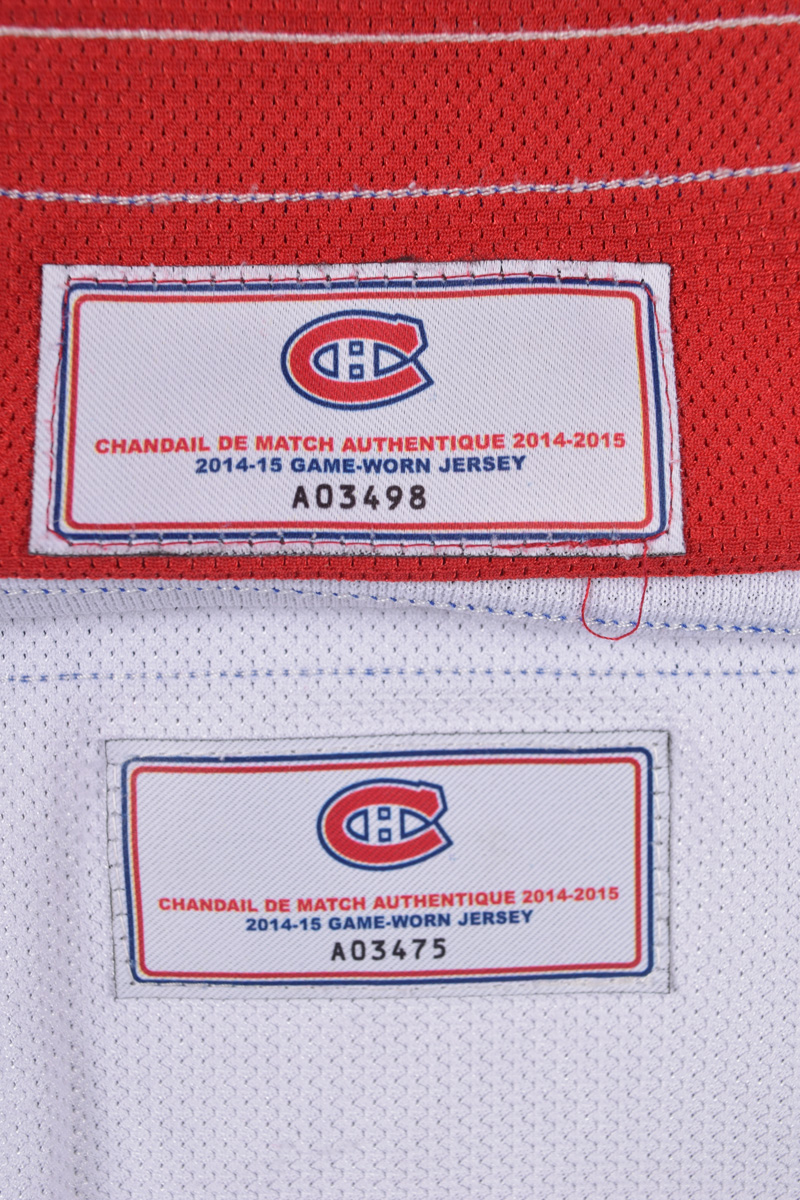 CHANDAIL DE MATCH AUTHENTIQUE 2014-2015
2014-15 GAME-WORN JERSEY
A03498
CHANDAIL DE MATCH AUTHENTIQUE 2014-2015
2014-15 GAME-WORN JERSEY
A03475